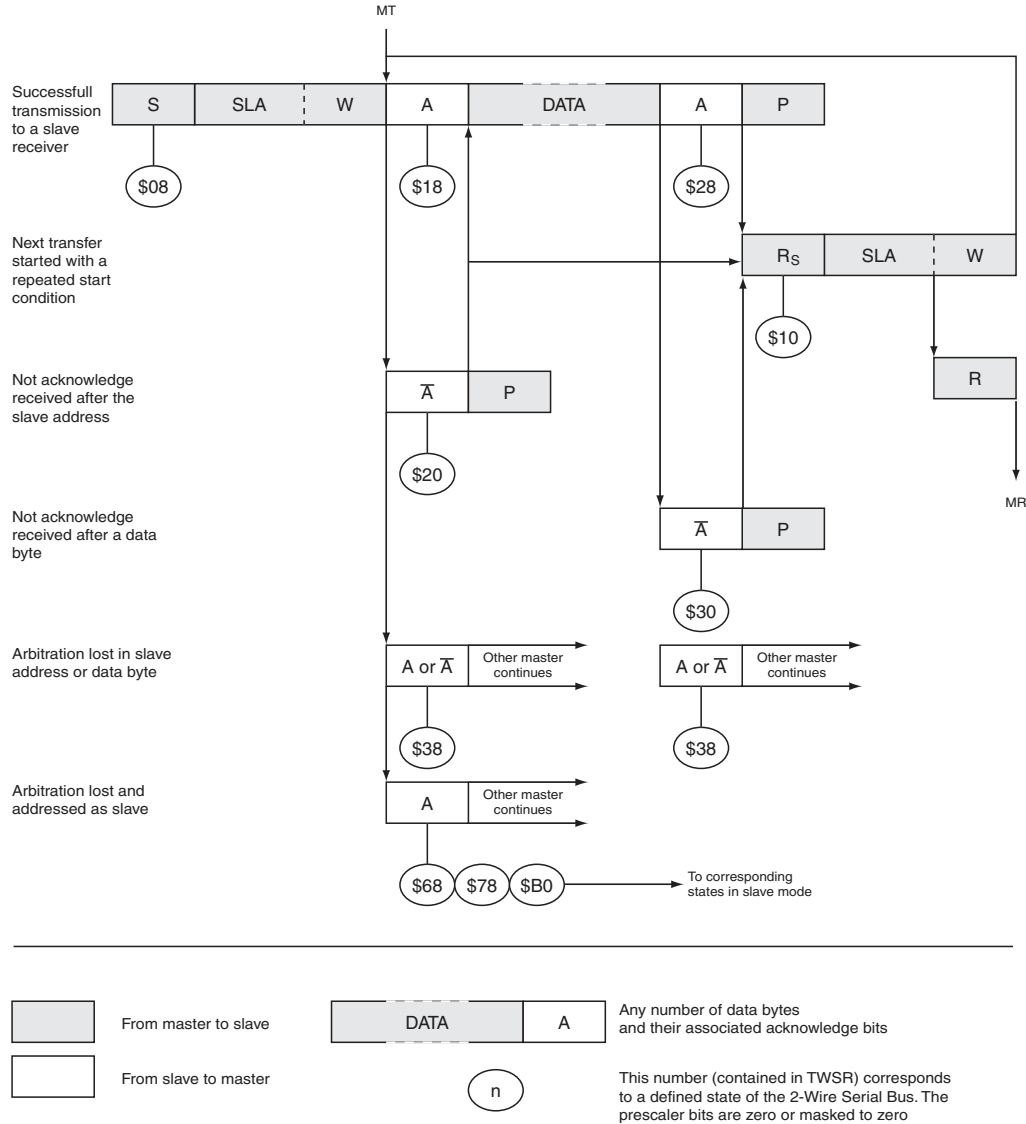 MT
Successfull
transmission
to a slave
receiver
S SLA W A DATA A P
$08 $18 $28
Next transfer
started with a
repeated start
condition
RS SLA W
$10
Not acknowledge
received after the
slave address
A̅ P
R
$20
MR
Not acknowledge
received after a data
byte
A̅ P
$30
Arbitration lost in slave
address or data byte
A or A̅
Other master
continues
A or A̅
Other master
continues
$38 $38
Arbitration lost and
addressed as slave
A
Other master
continues
$68 $78 $B0
To corresponding
states in slave mode
From master to slave
DATA A
Any number of data bytes
and their associated acknowledge bits
From slave to master
n
This number (contained in TWSR) corresponds
to a defined state of the 2-Wire Serial Bus. The
prescaler bits are zero or masked to zero